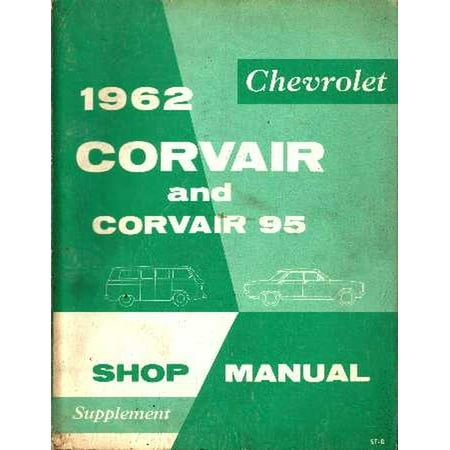 Chevrolet
1962
CORVAIR
and
CORVAIR 95
SHOP MANUAL
Supplement